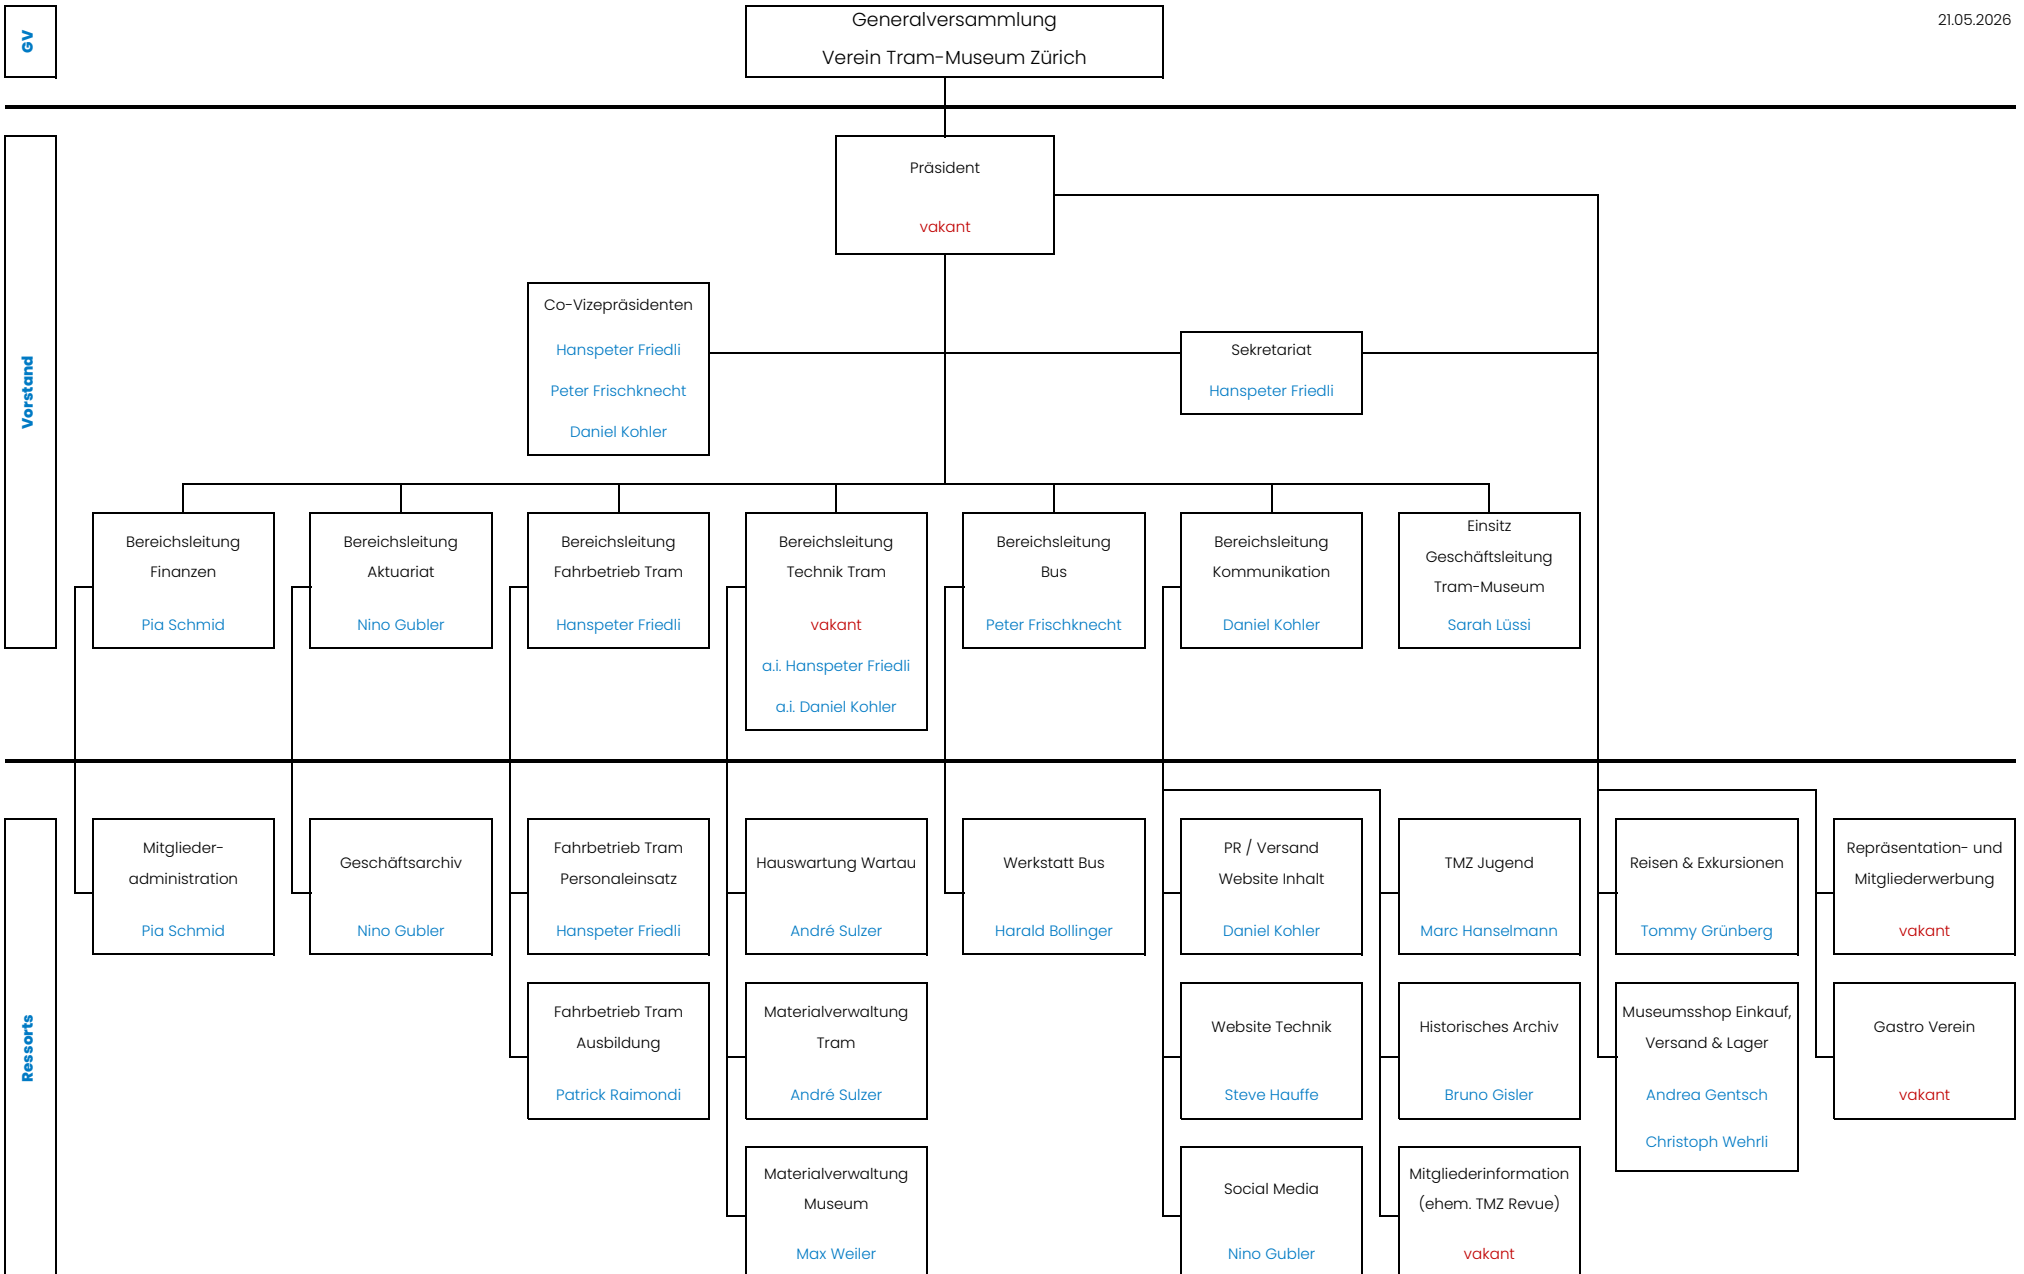 GV
Generalversammlung
Verein Tram-Museum Zürich
21.05.2026
Vorstand
Präsident
vakant
Co-Vizepräsidenten
Hanspeter Friedli
Peter Frischknecht
Daniel Kohler
Sekretariat
Hanspeter Friedli
Bereichsleitung
Finanzen
Pia Schmid
Bereichsleitung
Aktuariat
Nino Gubler
Bereichsleitung
Fahrbetrieb Tram
Hanspeter Friedli
Bereichsleitung
Technik Tram
vakant
a.i. Hanspeter Friedli
a.i. Daniel Kohler
Bereichsleitung
Bus
Peter Frischknecht
Bereichsleitung
Kommunikation
Daniel Kohler
Einsitz
Geschäftsleitung
Tram-Museum
Sarah Lüssi
Ressorts
Mitglieder-
administration
Pia Schmid
Geschäftsarchiv
Nino Gubler
Fahrbetrieb Tram
Personaleinsatz
Hanspeter Friedli
Hauswartung Wartau
André Sulzer
Werkstatt Bus
Harald Bollinger
PR / Versand
Website Inhalt
Daniel Kohler
TMZ Jugend
Marc Hanselmann
Reisen & Exkursionen
Tommy Grünberg
Repräsentation- und
Mitgliederwerbung
vakant
Fahrbetrieb Tram
Ausbildung
Patrick Raimondi
Materialverwaltung
Tram
André Sulzer
Website Technik
Steve Hauffe
Historisches Archiv
Bruno Gisler
Museumsshop Einkauf,
Versand & Lager
Andrea Gentsch
Christoph Wehrli
Gastro Verein
vakant
Materialverwaltung
Museum
Max Weiler
Social Media
Nino Gubler
Mitgliederinformation
(ehem. TMZ Revue)
vakant